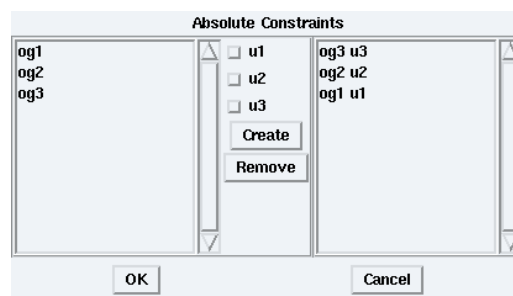 Absolute Constraints
og1
og2
og3
u1
u2
u3
Create
Remove
og3 u3
og2 u2
og1 u1
OK
Cancel